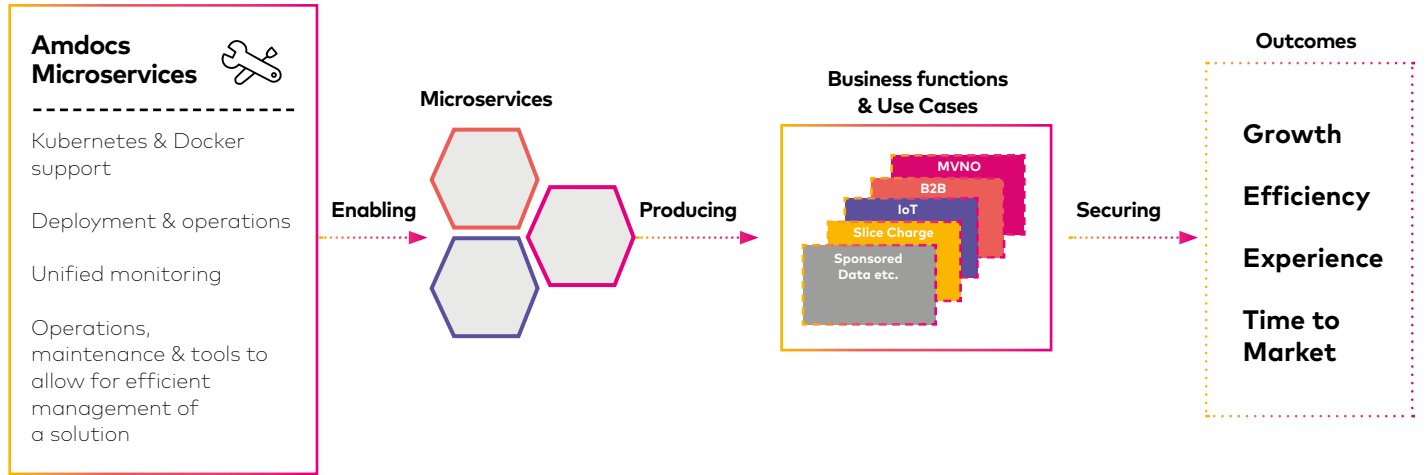 Amdocs
Microservices
Kubernetes & Docker
support
Deployment & operations
Unified monitoring
Operations,
maintenance & tools to
allow for efficient
management of
a solution
Enabling
Microservices
Producing
Business functions
& Use Cases
MVNO
B2B
IoT
Slice Charge
Sponsored
Data etc.
Securing
Outcomes
Growth
Efficiency
Experience
Time to
Market